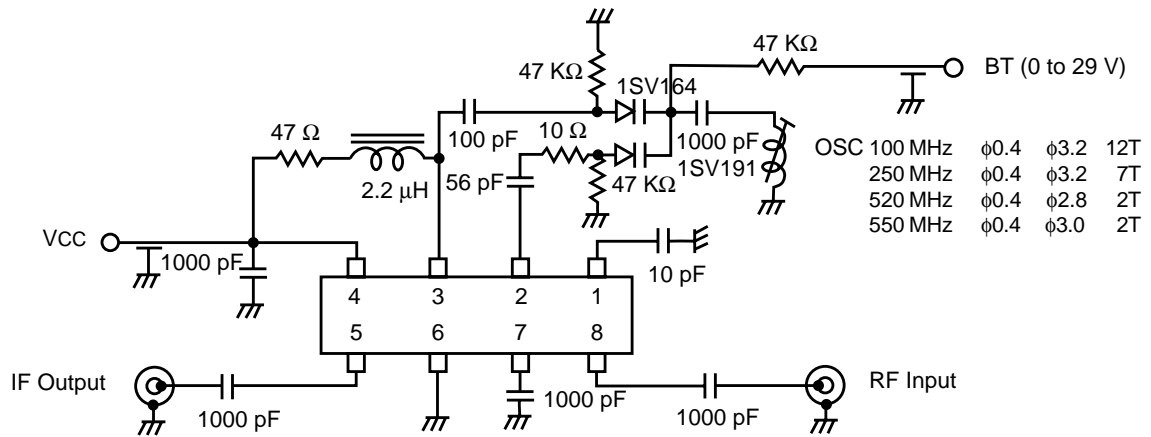 47 KΩ
BT (0 to 29 V)
47 KΩ
1SV164
100 pF
1000 pF
47 Ω
10 Ω
1SV191
2.2 μH
56 pF
47 KΩ
OSC 100 MHz φ0.4 φ3.2 12T
250 MHz φ0.4 φ3.2 7T
520 MHz φ0.4 φ2.8 2T
550 MHz φ0.4 φ3.0 2T
VCC
1000 pF
10 pF
4 3 2 1
5 6 7 8
IF Output
RF Input
1000 pF
1000 pF
1000 pF